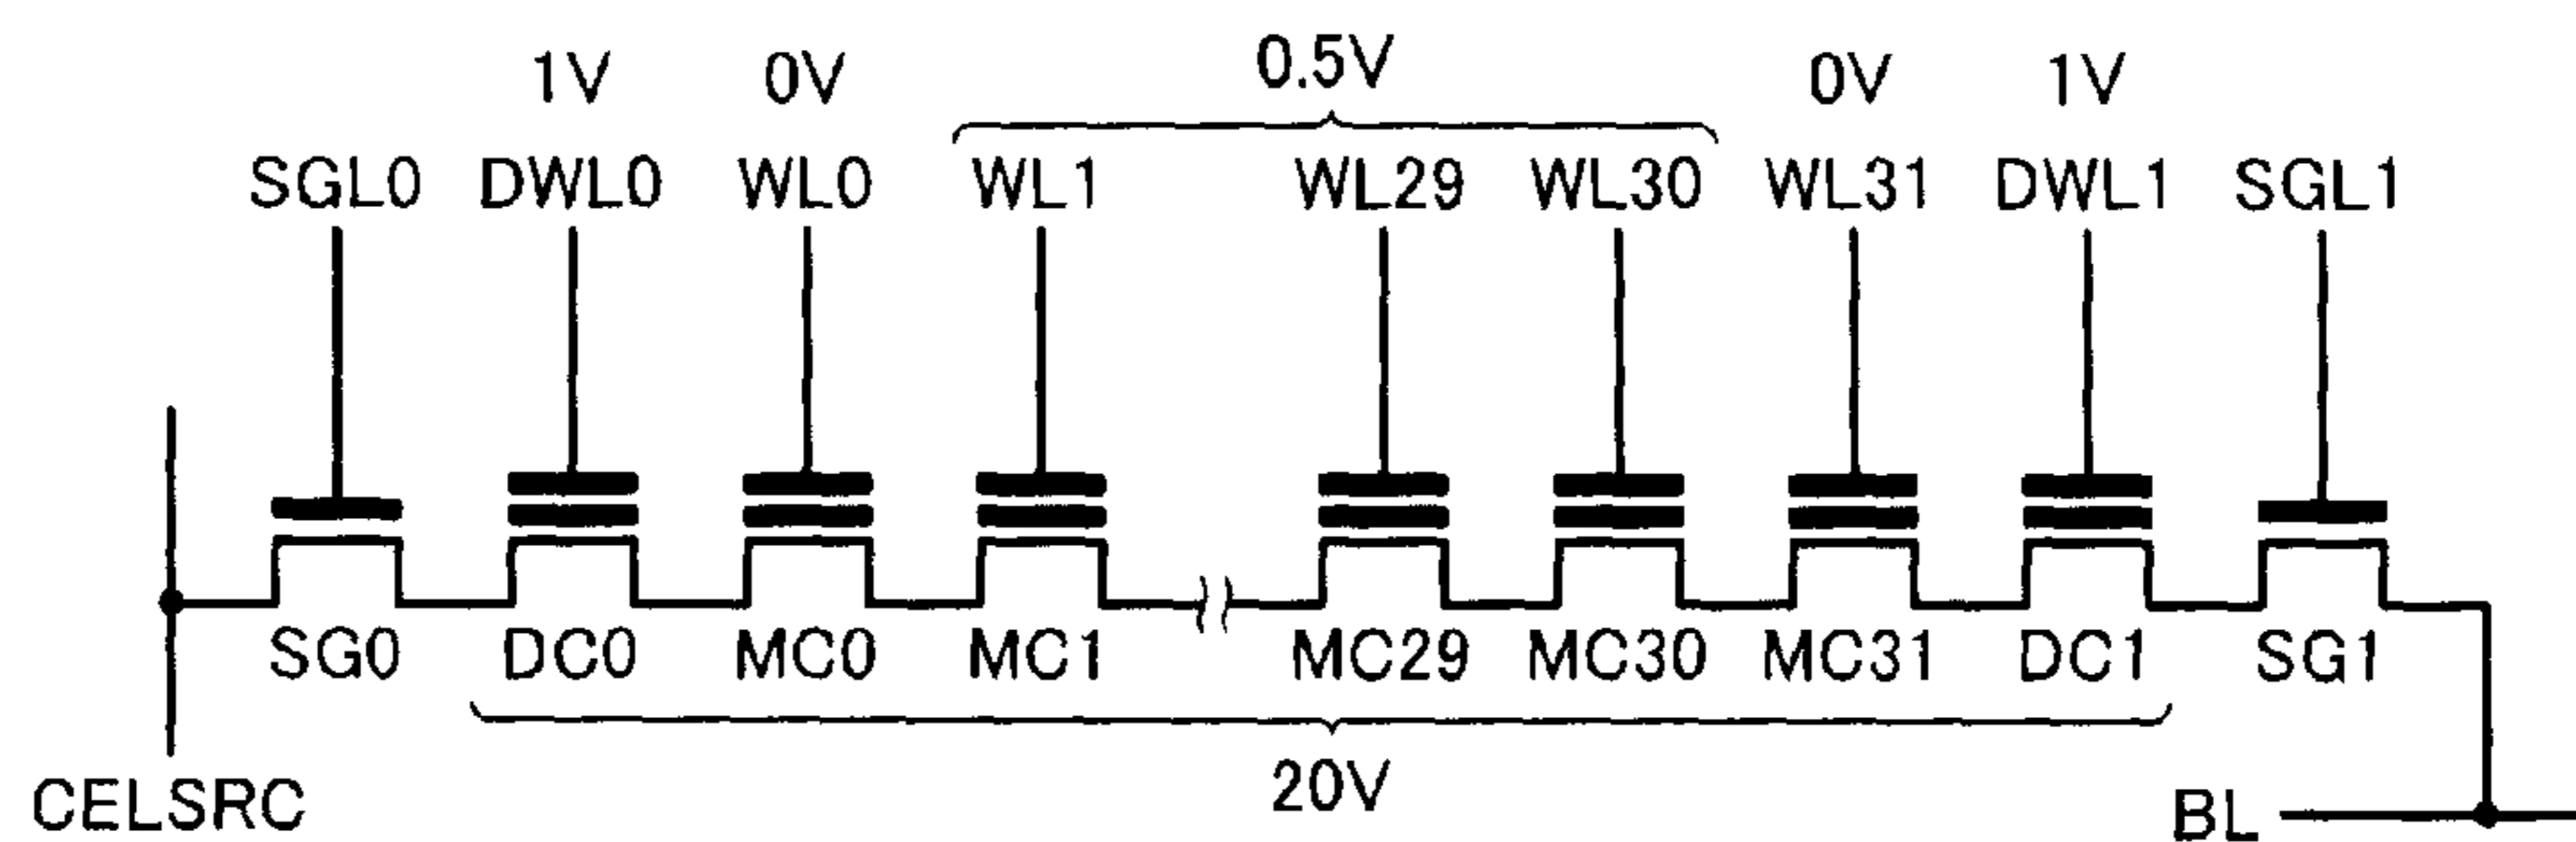 1V 0V 0.5V 0V 1V
SGL0 DWL0 WL0 WL1 WL29 WL30 WL31 DWL1 SGL1
SG0 DC0 MC0 MC1 MC29 MC30 MC31 DC1 SG1
20V
CELSRC BL